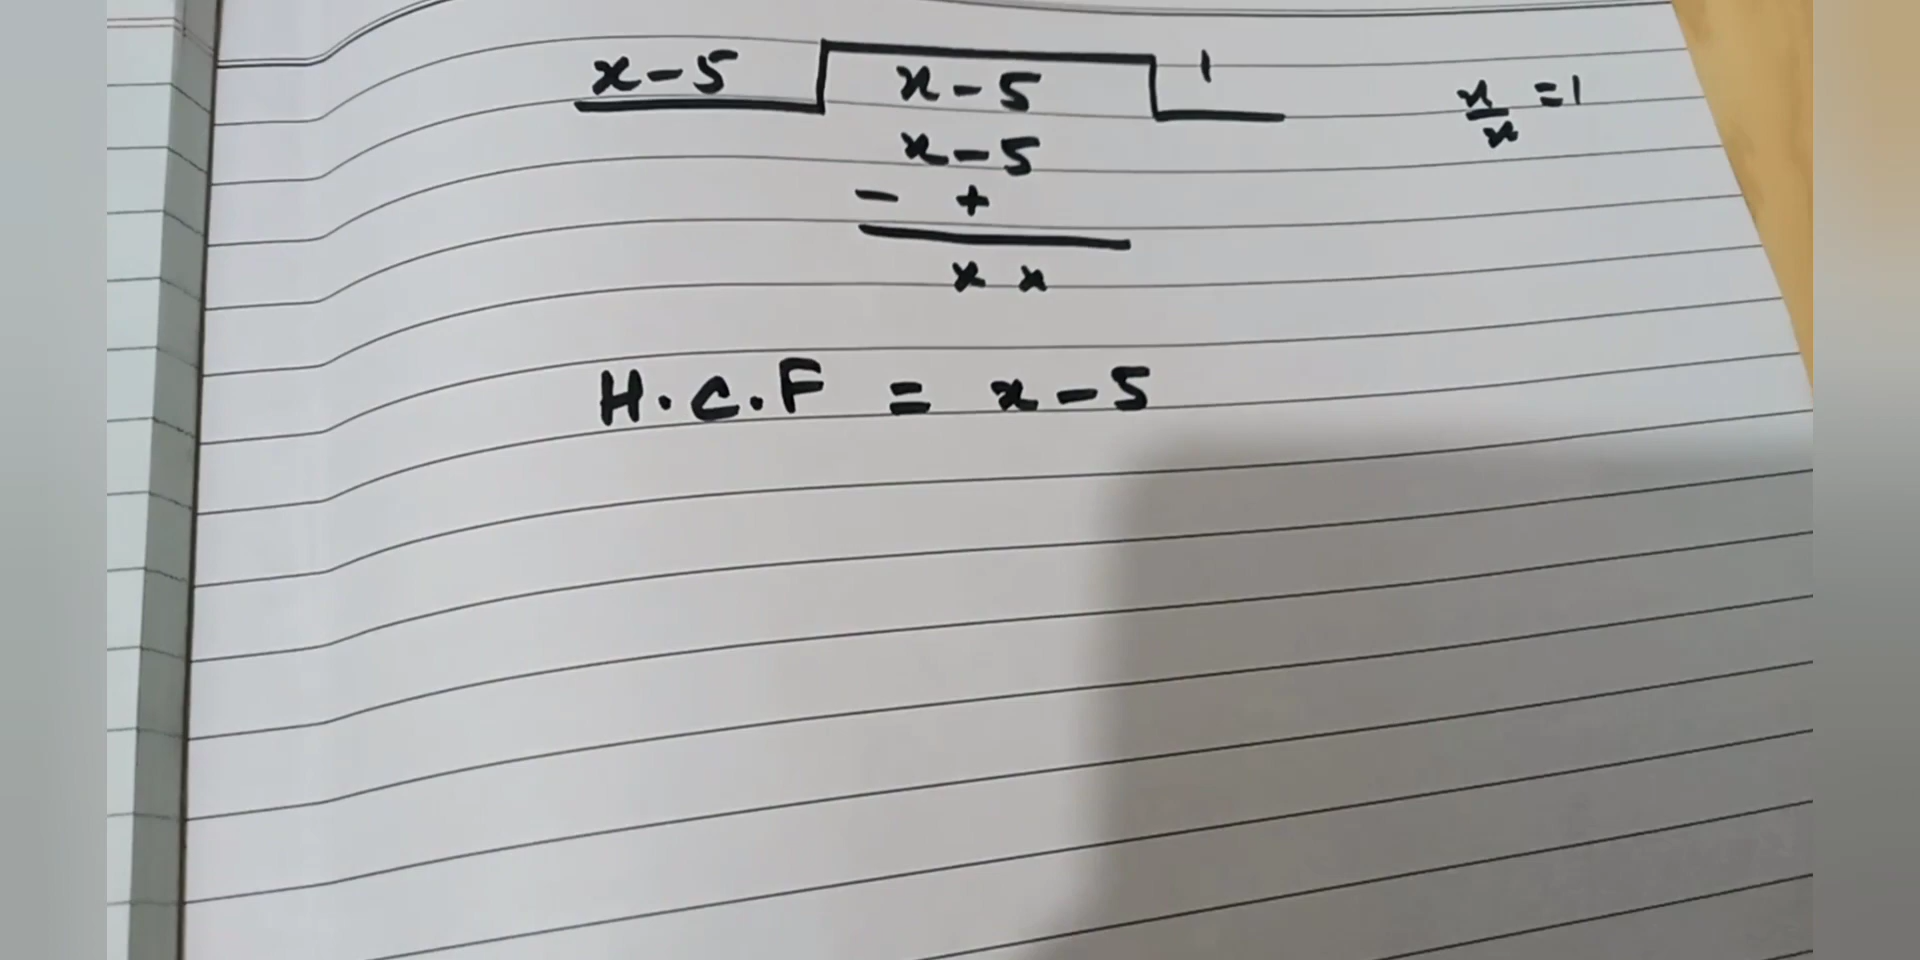 x - 5 x - 5 1
x/x = 1
x - 5
- +
x x
H.C.F = x - 5